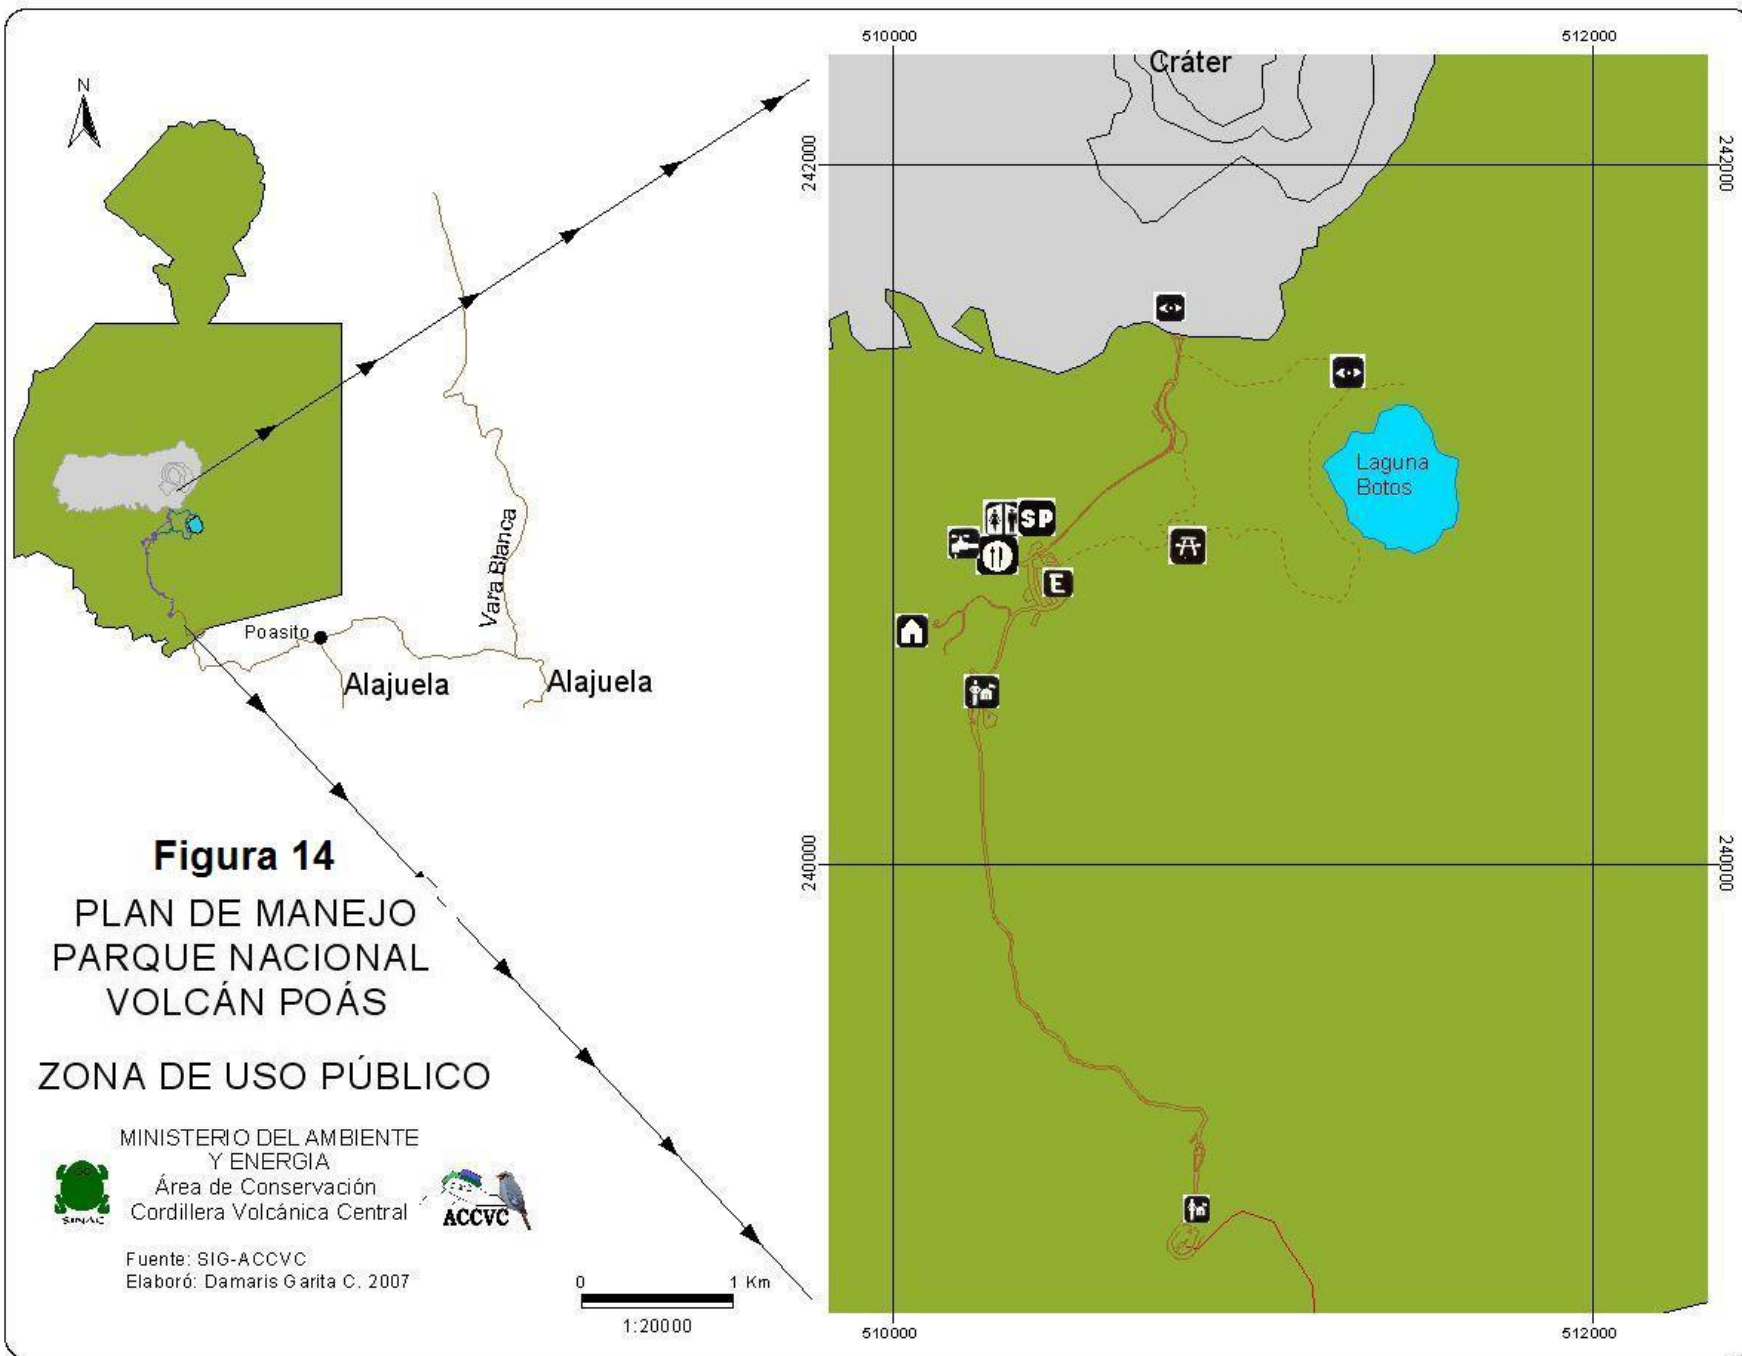 N
Poasito
Alajuela
Alajuela
Vara Blanca
Figura 14
PLAN DE MANEJO
PARQUE NACIONAL
VOLCÁN POÁS
ZONA DE USO PÚBLICO
MINISTERIO DEL AMBIENTE
Y ENERGIA
Área de Conservación
Cordillera Volcánica Central
SINAC
ACCVC
Fuente: SIG-ACCVC
Elaboró: Damaris Garita C. 2007
0 1 Km
1:20000
510000 512000
Cráter
242000 242000
Laguna
Botos
SP
E
240000 240000
510000 512000